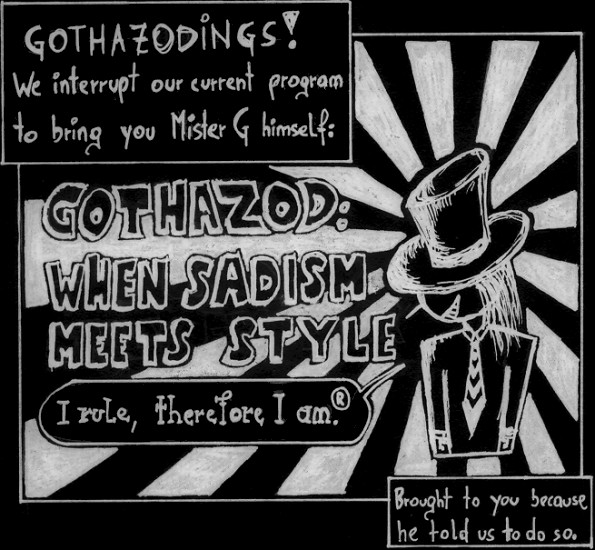 GOTHAZODiNGS!
We interrupt our current program
to bring you Mister G himself:
GOTHAZOD:
WHEN SADISM
MEETS STYLE
I rule, therefore I am.®
Brought to you because
he told us to do so.